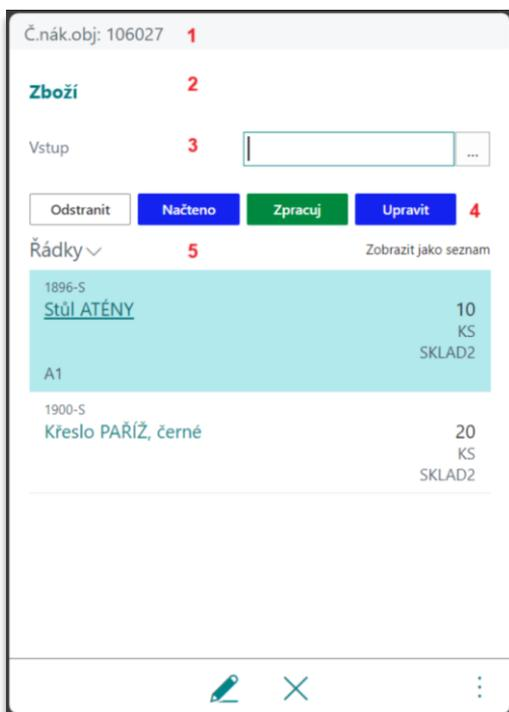 Č.nák.obj: 106027 1
Zboží 2
Vstup 3 ...
Odstranit Načteno Zpracuj Upravit 4
Řádky 5 Zobrazit jako seznam
1896-S
Stůl ATÉNY 10
KS
SKLAD2
A1
1900-S
Křeslo PAŘÍŽ, černé 20
KS
SKLAD2